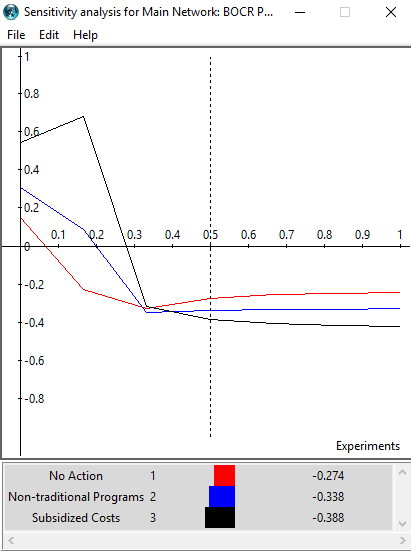 Sensitivity analysis for Main Network: BOCR P...
File Edit Help
1
0.8
0.6
0.4
0.2
0.1 0.2 0.3 0.4 0.5 0.6 0.7 0.8 0.9 1
0
-0.2
-0.4
-0.6
-0.8
Experiments
No Action 1 -0.274
Non-traditional Programs 2 -0.338
Subsidized Costs 3 -0.388